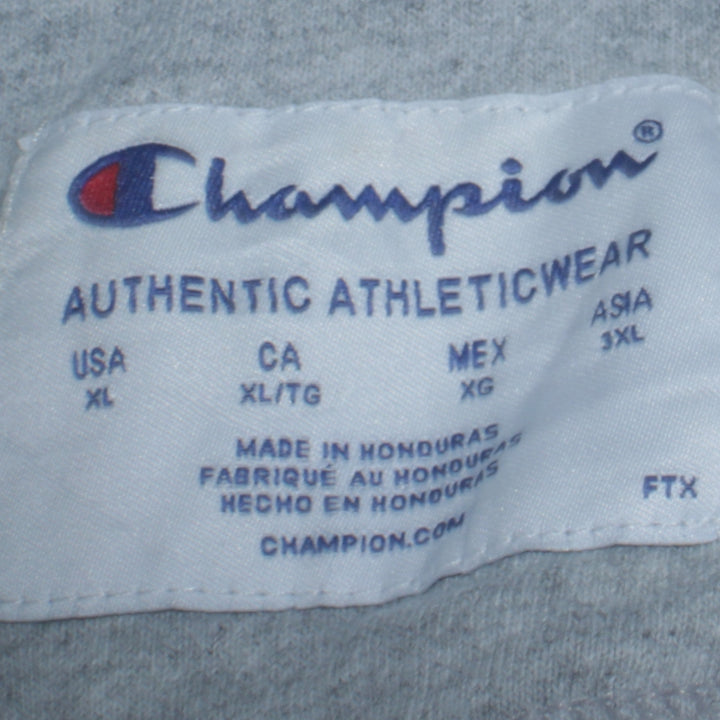 Champion®
AUTHENTIC ATHLETICWEAR
USA CA MEX ASIA
XL XL/TG XG 3XL
MADE IN HONDURAS
FABRIQUÉ AU HONDURAS
HECHO EN HONDURAS
FTX
CHAMPION.COM